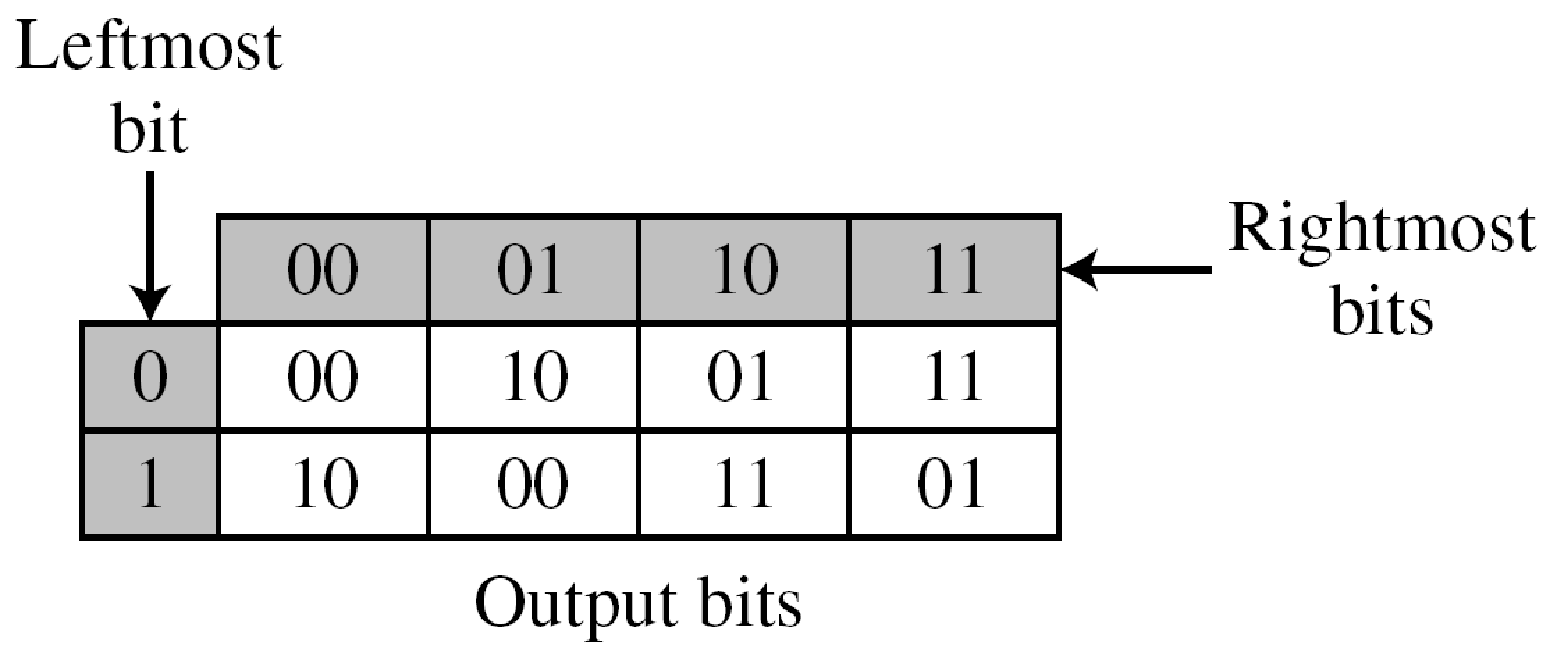 Leftmost
bit
Rightmost
bits
00 01 10 11
0 00 10 01 11
1 10 00 11 01
Output bits